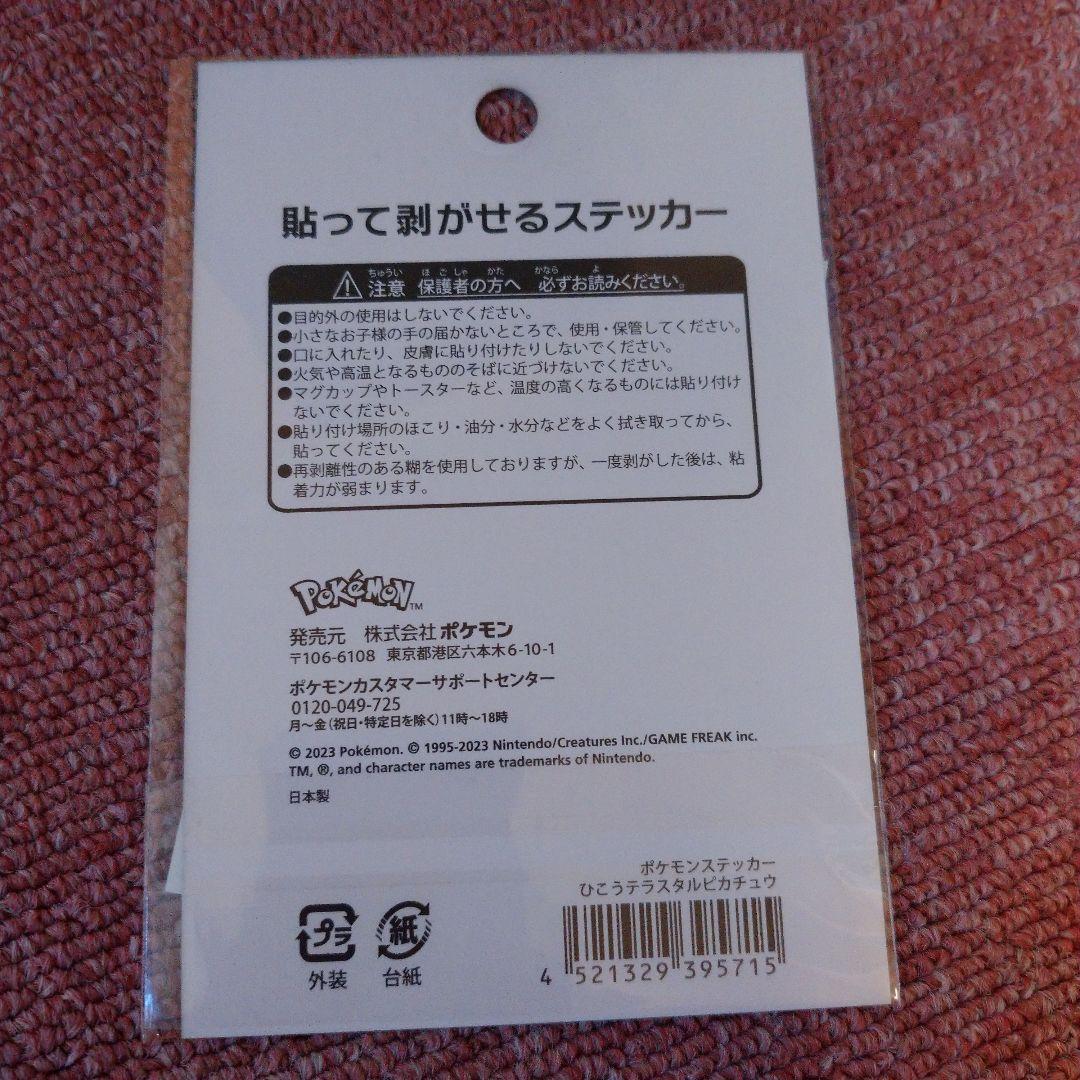 貼って剥がせるステッカー
ちゅうい ほ ご しゃ かた かなら よ
注意 保護者の方へ 必ずお読みください。
●目的外の使用はしないでください。
●小さなお子様の手の届かないところで、使用・保管してください。
●口に入れたり、皮膚に貼り付けたりしないでください。
●火気や高温となるもののそばに近づけないでください。
●マグカップやトースターなど、温度の高くなるものには貼り付け
ないでください。
●貼り付け場所のほこり・油分・水分などをよく拭き取ってから、
貼ってください。
●再剥離性のある糊を使用しておりますが、一度剥がした後は、粘
着力が弱まります。
POKéMON™
発売元 株式会社ポケモン
〒106-6108 東京都港区六本木6-10-1
ポケモンカスタマーサポートセンター
0120-049-725
月〜金(祝日・特定日を除く)11時〜18時
© 2023 Pokémon. © 1995-2023 Nintendo/Creatures Inc./GAME FREAK inc.
TM, ®, and character names are trademarks of Nintendo.
日本製
ポケモンステッカー
ひこうテラスタルピカチュウ
プラ
外装
紙
台紙
4 521329 395715